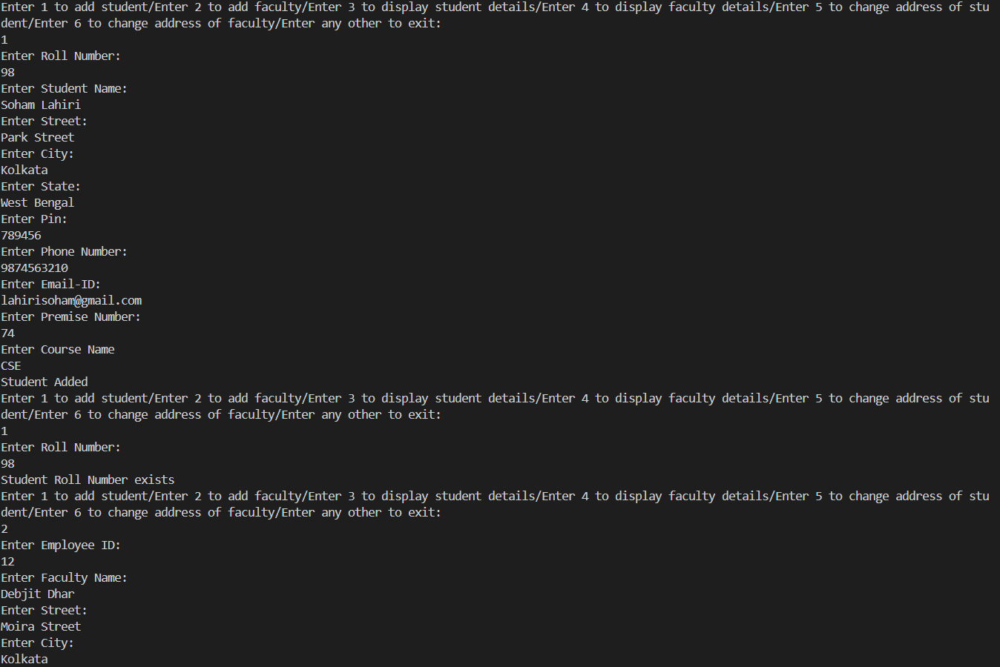 Enter 1 to add student/Enter 2 to add faculty/Enter 3 to display student details/Enter 4 to display faculty details/Enter 5 to change address of stu
dent/Enter 6 to change address of faculty/Enter any other to exit:
1
Enter Roll Number:
98
Enter Student Name:
Soham Lahiri
Enter Street:
Park Street
Enter City:
Kolkata
Enter State:
West Bengal
Enter Pin:
789456
Enter Phone Number:
9874563210
Enter Email-ID:
lahirisoham@gmail.com
Enter Premise Number:
74
Enter Course Name
CSE
Student Added
Enter 1 to add student/Enter 2 to add faculty/Enter 3 to display student details/Enter 4 to display faculty details/Enter 5 to change address of stu
dent/Enter 6 to change address of faculty/Enter any other to exit:
1
Enter Roll Number:
98
Student Roll Number exists
Enter 1 to add student/Enter 2 to add faculty/Enter 3 to display student details/Enter 4 to display faculty details/Enter 5 to change address of stu
dent/Enter 6 to change address of faculty/Enter any other to exit:
2
Enter Employee ID:
12
Enter Faculty Name:
Debjit Dhar
Enter Street:
Moira Street
Enter City:
Kolkata